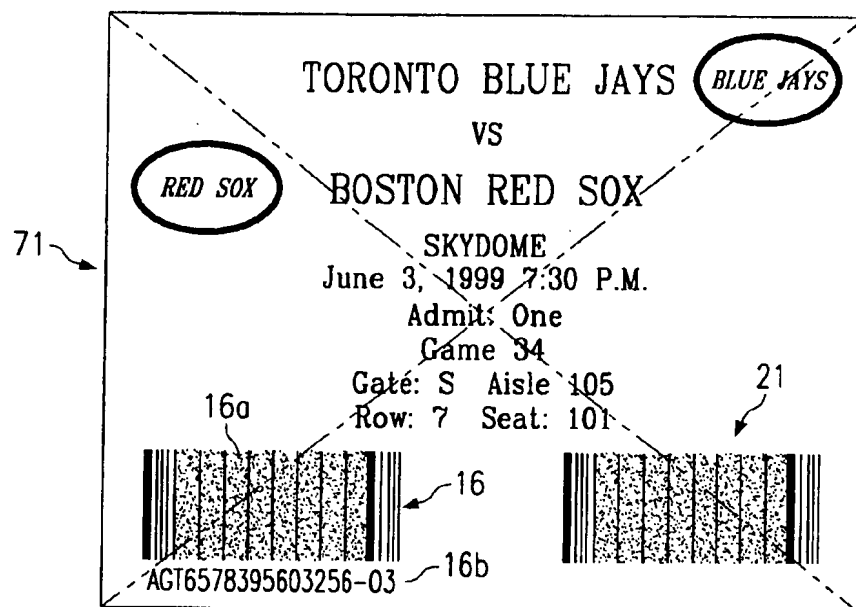 TORONTO BLUE JAYS
BLUE JAYS
VS
RED SOX
BOSTON RED SOX
71
SKYDOME
June 3, 1999 7:30 P.M.
Admit: One
Game 34
Gate: S Aisle 105
Row: 7 Seat: 101
16a
21
16
AGT6578395603256-03
16b